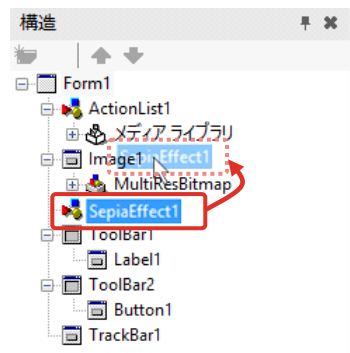 構造
Form1
ActionList1
メディア ライブラリ
Image1
SepiaEffect1
MultiResBitmap
SepiaEffect1
ToolBar1
Label1
ToolBar2
Button1
TrackBar1